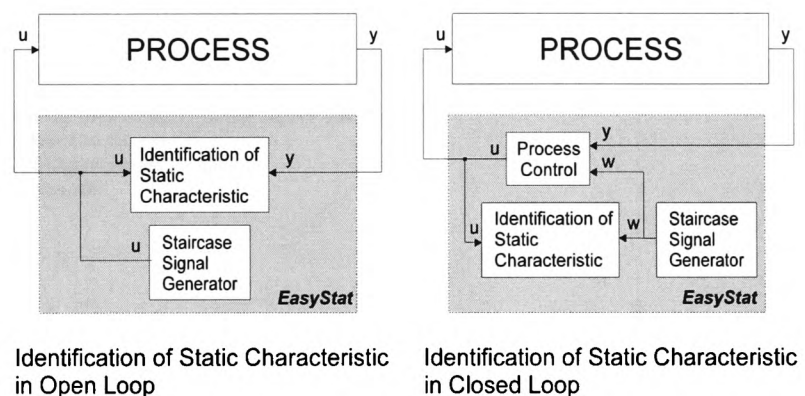 u
PROCESS
y
u
Identification of
Static
Characteristic
y
u
Staircase
Signal
Generator
EasyStat
Identification of Static Characteristic
in Open Loop
u
PROCESS
y
u
Process
Control
y
w
u
Identification of
Static
Characteristic
w
Staircase
Signal
Generator
EasyStat
Identification of Static Characteristic
in Closed Loop